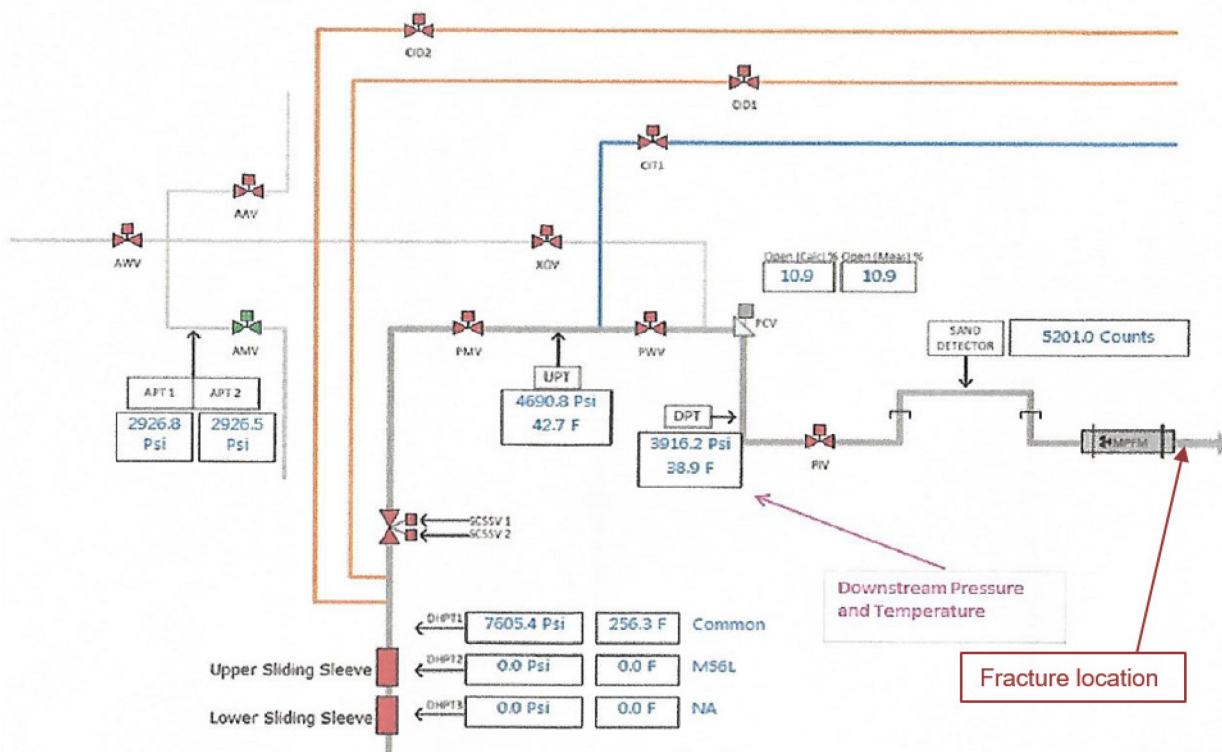 CID2
CID1
CIT1
AAV
AWV
XOV
Open (Calc) % Open (Meas) %
10.9 10.9
PCV
AMV
PMV
PWV
SAND DETECTOR
5201.0 Counts
APT 1 APT 2
2926.8 Psi
2926.5 Psi
UPT
4690.8 Psi
42.7 F
DPT
3916.2 Psi
38.9 F
PIV
MPFM
SCSSV 1
SCSSV 2
Downstream Pressure
and Temperature
DHPT1 7605.4 Psi 256.3 F Common
Upper Sliding Sleeve DHPT2 0.0 Psi 0.0 F M56L
Lower Sliding Sleeve DHPT3 0.0 Psi 0.0 F NA
Fracture location